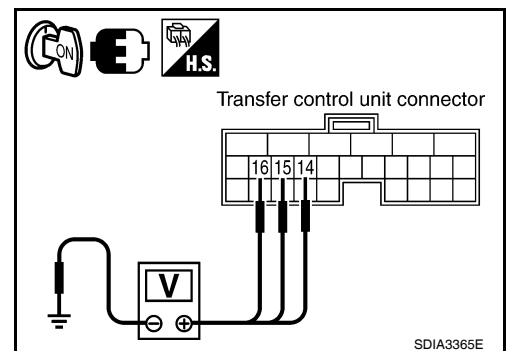 ON
H.S.
Transfer control unit connector
16 15 14
V
− +
SDIA3365E